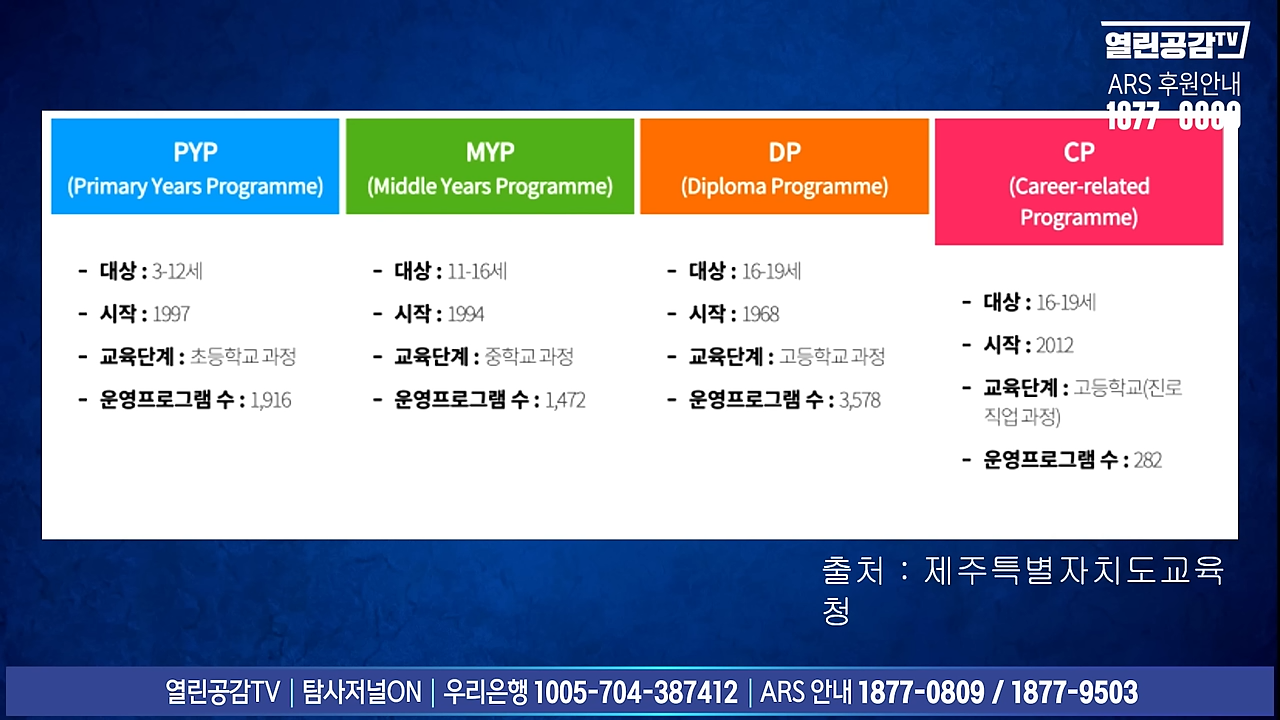 열린공감TV
ARS 후원안내
1877
PYP
(Primary Years Programme)
- 대상 : 3-12세
- 시작 : 1997
- 교육단계 : 초등학교 과정
- 운영프로그램 수 : 1,916
MYP
(Middle Years Programme)
- 대상 : 11-16세
- 시작 : 1994
- 교육단계 : 중학교 과정
- 운영프로그램 수 : 1,472
DP
(Diploma Programme)
- 대상 : 16-19세
- 시작 : 1968
- 교육단계 : 고등학교 과정
- 운영프로그램 수 : 3,578
CP
(Career-related
Programme)
- 대상 : 16-19세
- 시작 : 2012
- 교육단계 : 고등학교(진로
직업 과정)
- 운영프로그램 수 : 282
출처 : 제주특별자치도교육
청
열린공감TV | 탐사저널ON | 우리은행 1005-704-387412 | ARS 안내 1877-0809 / 1877-9503